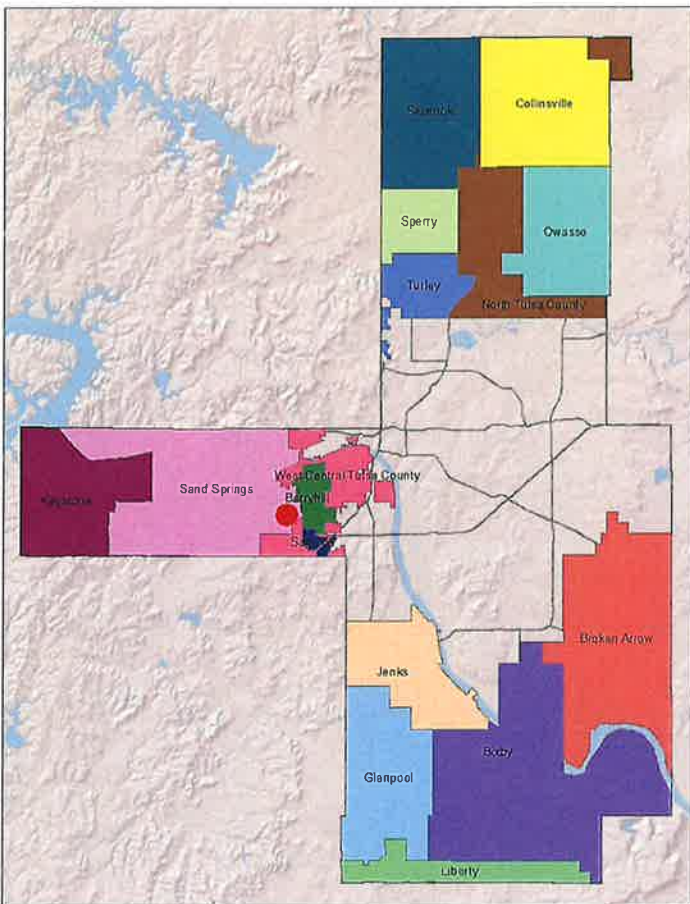 Skiatook
Collinsville
Sperry
Owasso
Turley
North Tulsa County
West Central Tulsa County
Keystone
Sand Springs
Berryhill
Broken Arrow
Jenks
Bixby
Glenpool
Liberty